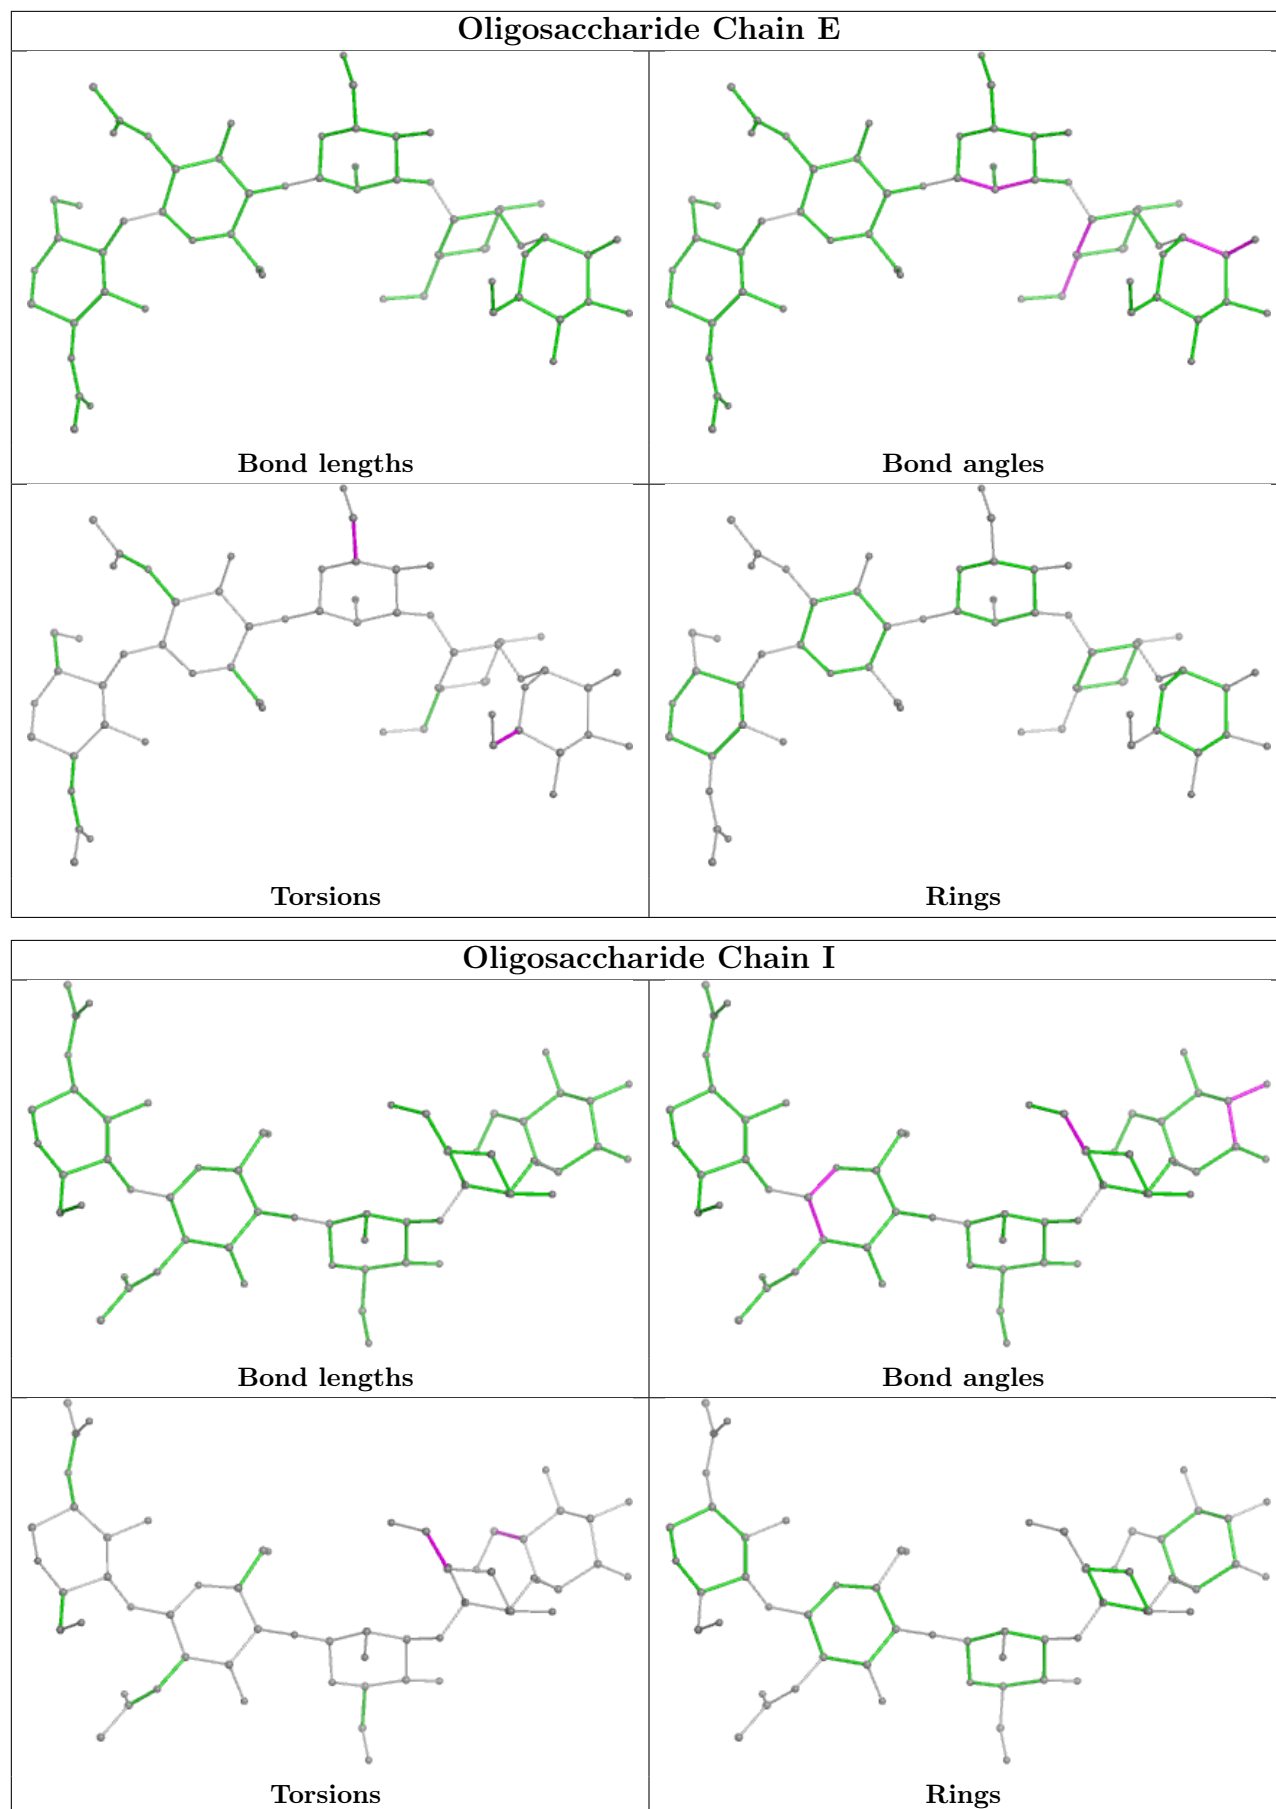 Oligosaccharide Chain E
Bond lengths
Bond angles
Torsions
Rings
Oligosaccharide Chain I
Bond lengths
Bond angles
Torsions
Rings